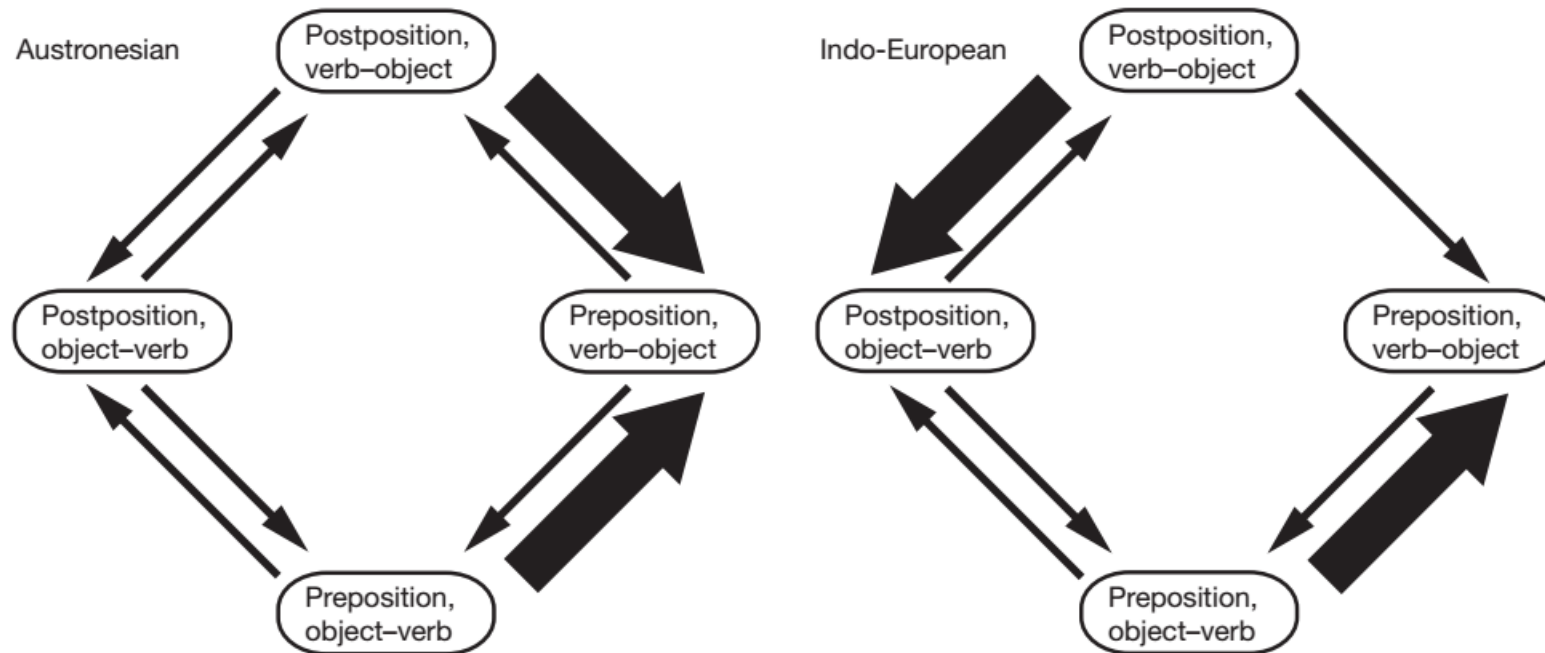 Austronesian
Postposition,
verb–object
Postposition,
object–verb
Preposition,
verb–object
Preposition,
object–verb
Indo-European
Postposition,
verb–object
Postposition,
object–verb
Preposition,
verb–object
Preposition,
object–verb